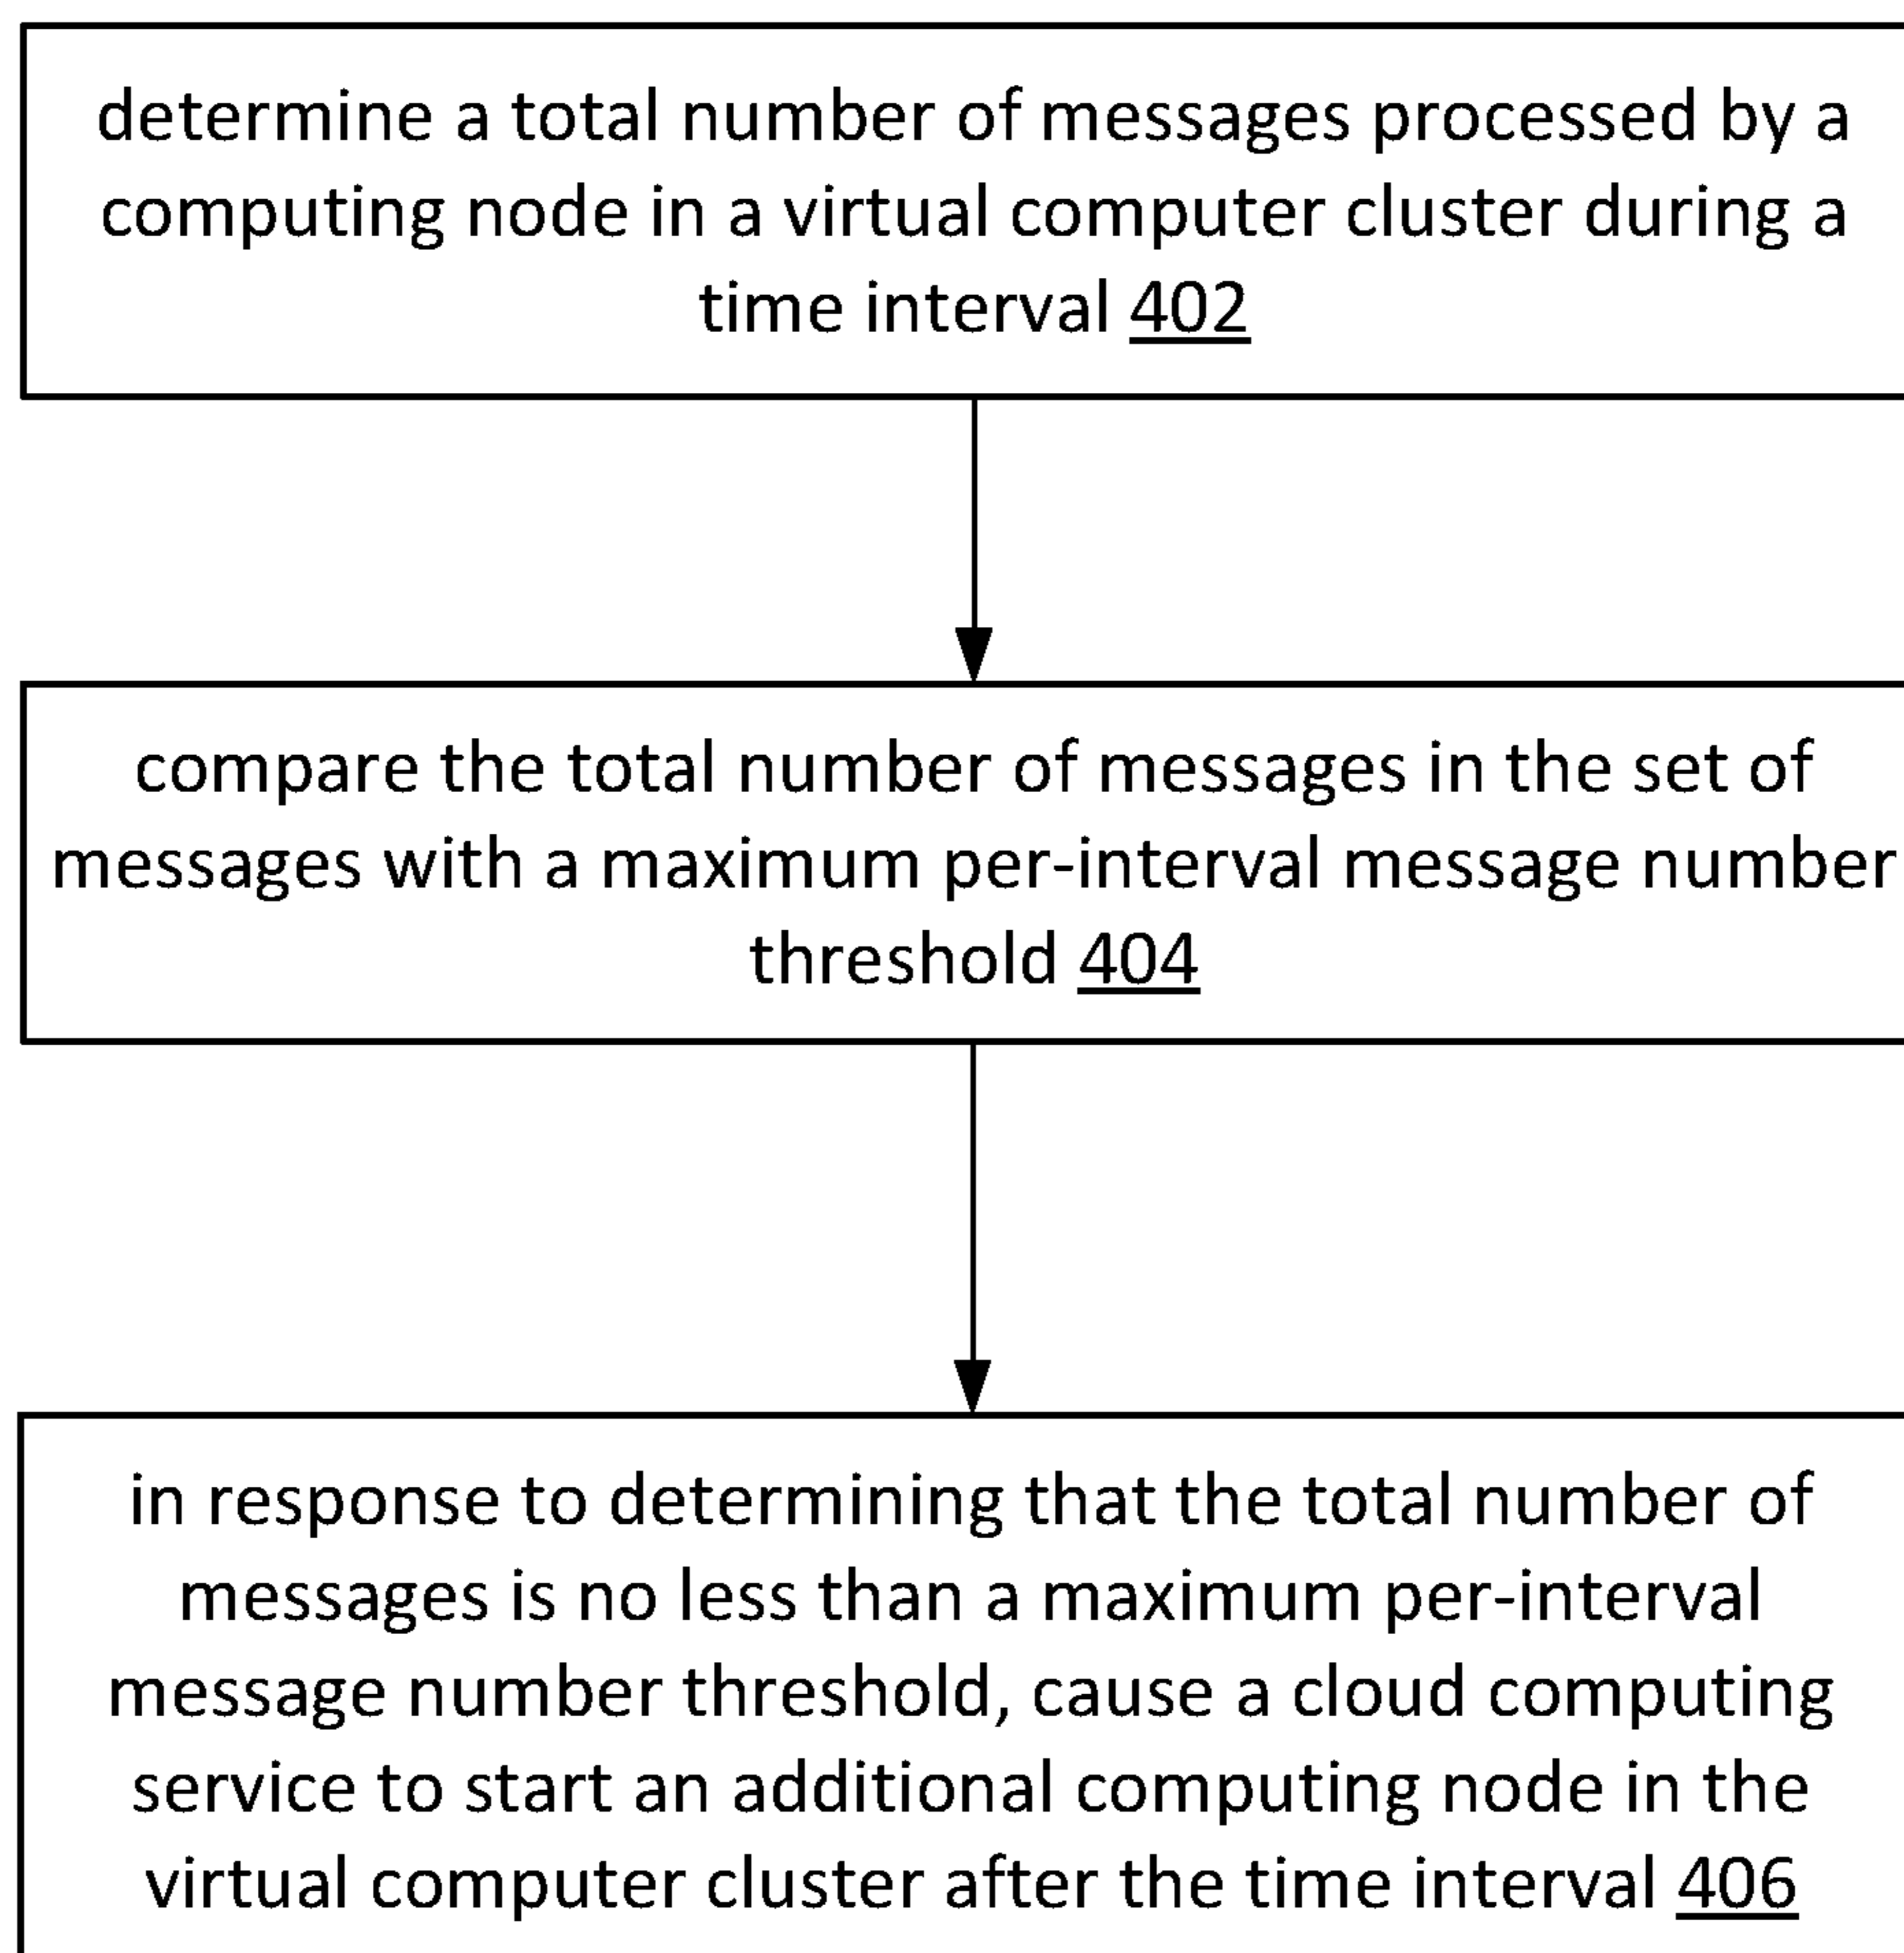 determine a total number of messages processed by a
computing node in a virtual computer cluster during a
time interval 402
compare the total number of messages in the set of
messages with a maximum per-interval message number
threshold 404
in response to determining that the total number of
messages is no less than a maximum per-interval
message number threshold, cause a cloud computing
service to start an additional computing node in the
virtual computer cluster after the time interval 406